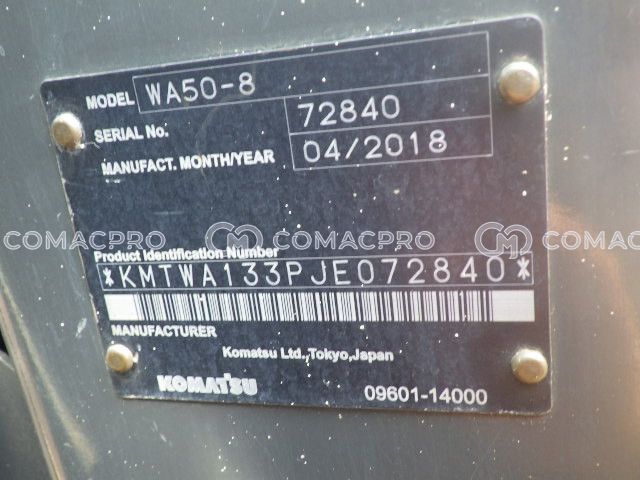 MODEL WA50-8
SERIAL No. 72840
MANUFACT. MONTH/YEAR 04/2018
COMACPRO COMACPRO COMACPRO
Product Identification Number
*KMTWA133PJE072840*
MANUFACTURER
Komatsu Ltd.,Tokyo,Japan
KOMATSU 09601-14000